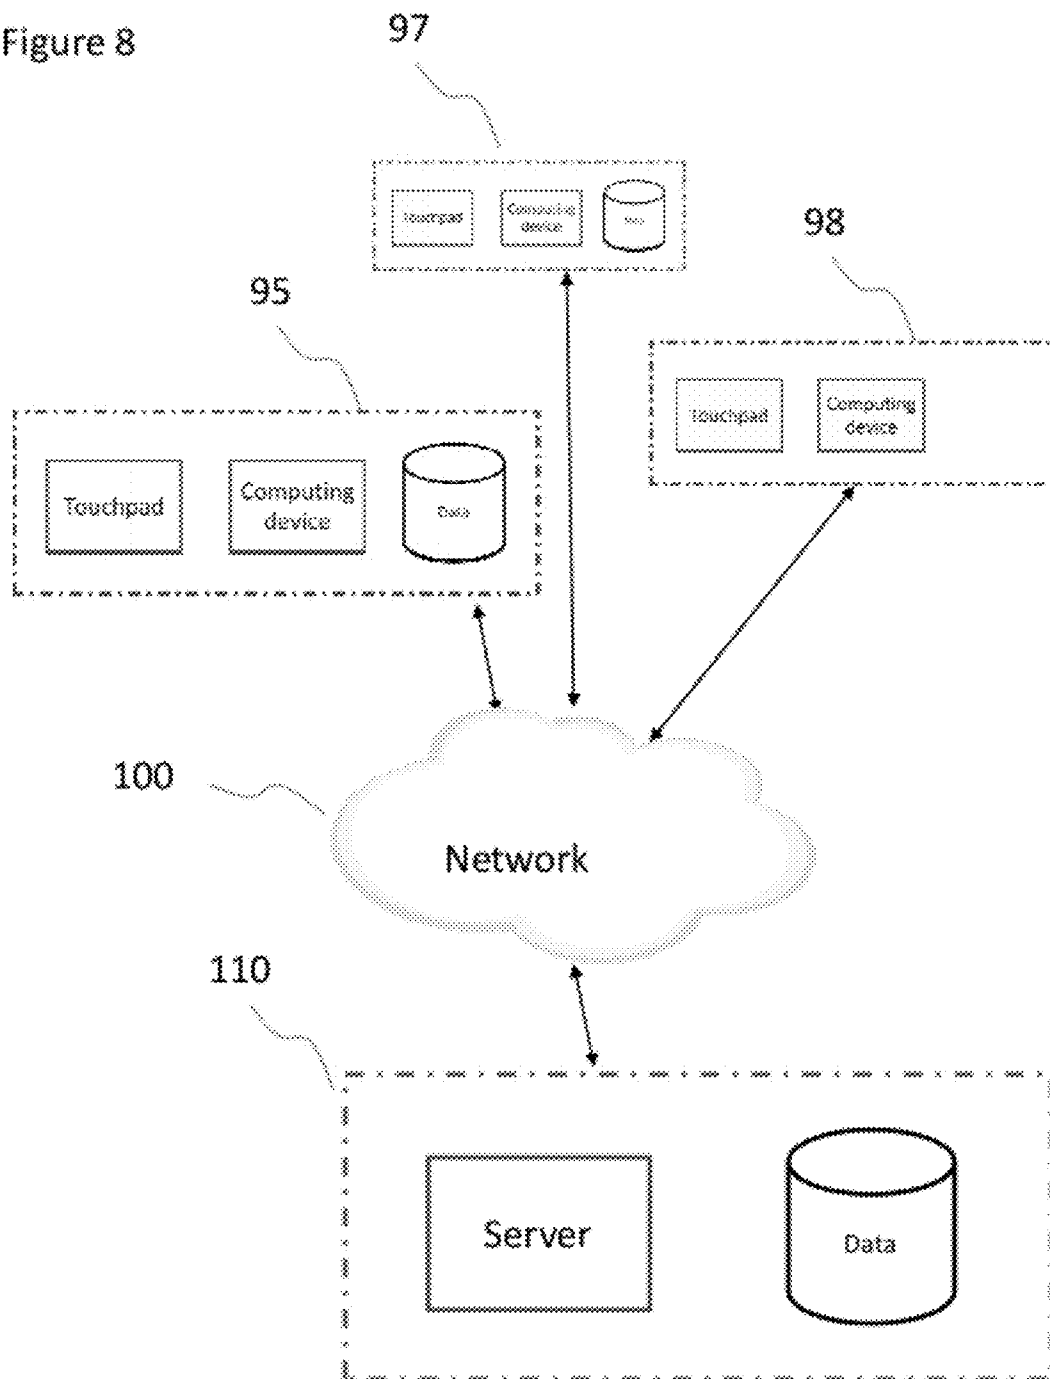 Figure 8
97
Touchpad
Computing
device
98
95
Touchpad
Computing
device
Touchpad
Computing
device
Data
100
Network
110
Server
Data